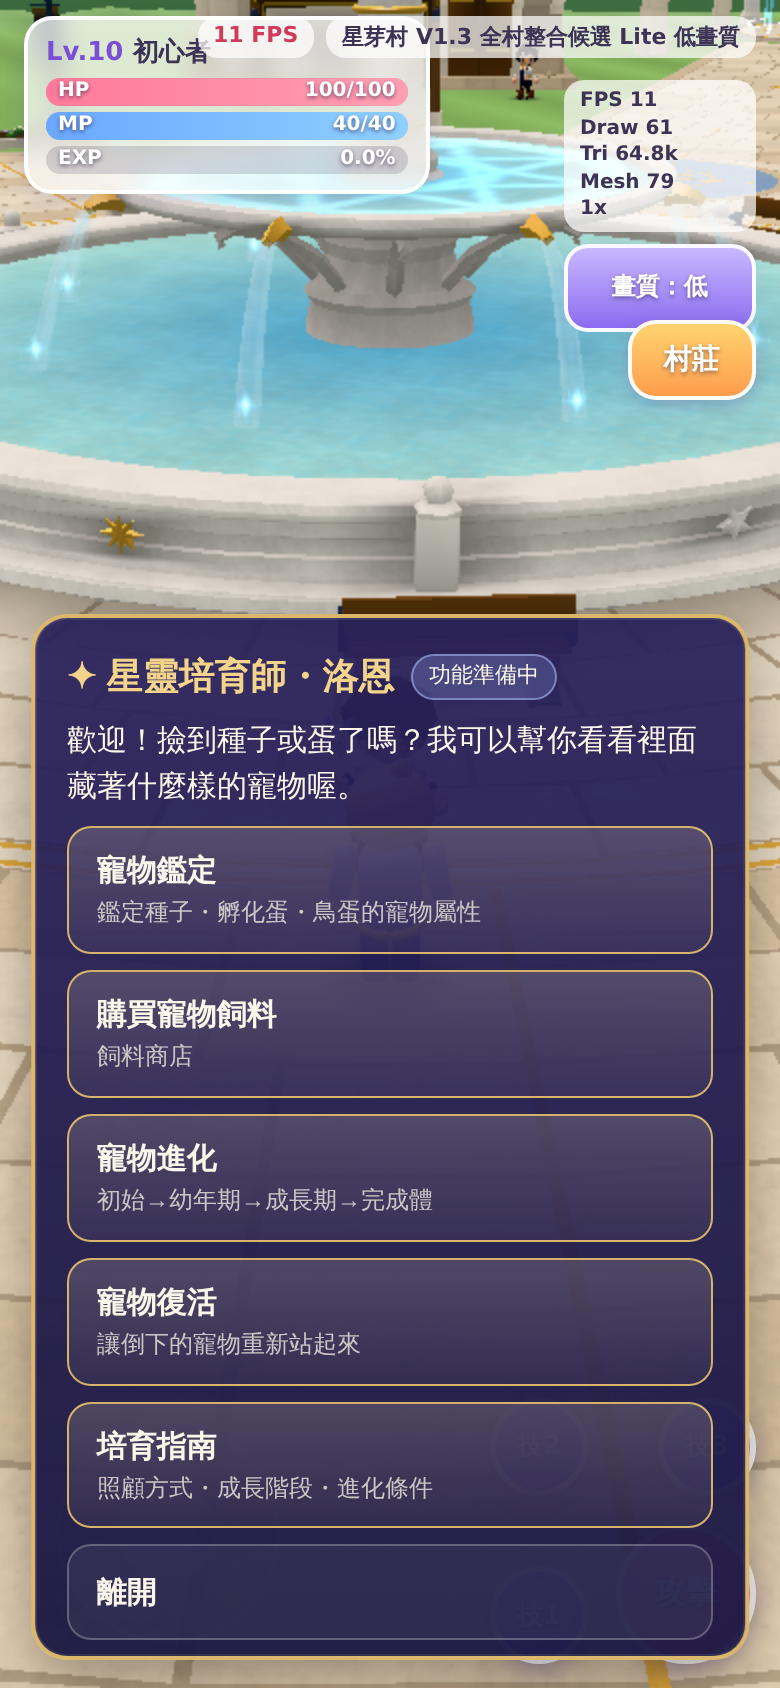 Lv.10 初心者
11 FPS
星芽村 V1.3 全村整合候選 Lite 低畫質
HP 100/100
MP 40/40
EXP 0.0%
FPS 11
Draw 61
Tri 64.8k
Mesh 79
1x
畫質：低
村莊
✦ 星靈培育師・洛恩 功能準備中
歡迎！撿到種子或蛋了嗎？我可以幫你看看裡面
藏著什麼樣的寵物喔。
寵物鑑定
鑑定種子・孵化蛋・鳥蛋的寵物屬性
購買寵物飼料
飼料商店
寵物進化
初始→幼年期→成長期→完成體
寵物復活
讓倒下的寵物重新站起來
培育指南
照顧方式・成長階段・進化條件
技2
技3
離開
技1
攻擊